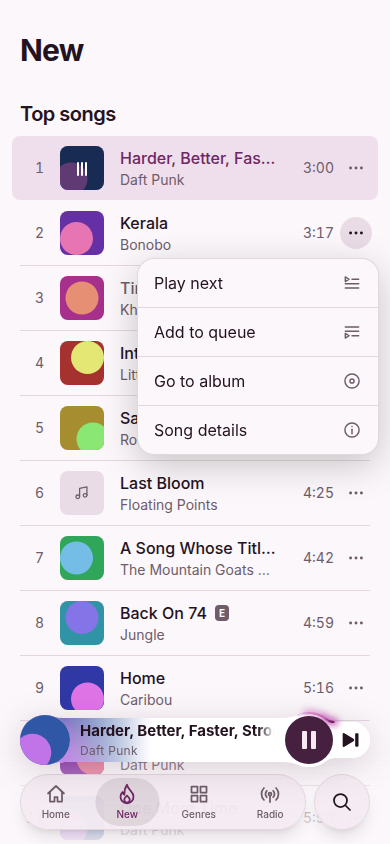 New
Top songs
1 Harder, Better, Fas... 3:00
Daft Punk
2 Kerala 3:17
Bonobo
3
Play next
Add to queue
4
Go to album
5
Song details
6 Last Bloom 4:25
Floating Points
7 A Song Whose Titl... 4:42
The Mountain Goats ...
8 Back On 74 E 4:59
Jungle
9 Home 5:16
Caribou
Harder, Better, Faster, Stro
Daft Punk
Daft Punk
Home New Genres Radio
Daft Punk